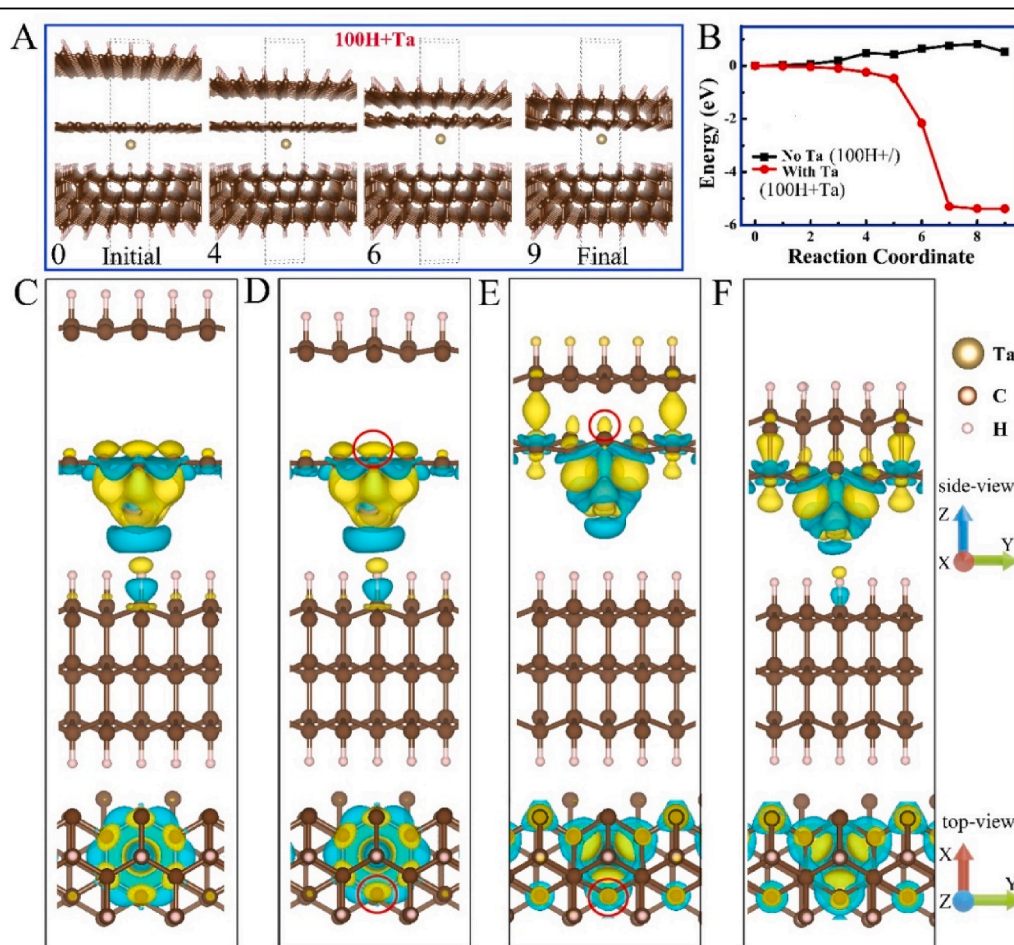 A
100H+Ta
0
Initial
4
6
9
Final
B
Energy (eV)
0
-2
-4
-6
No Ta (100H+/)
With Ta
(100H+Ta)
0 2 4 6 8
Reaction Coordinate
C
D
E
F
Ta
C
H
side-view
Z
X
Y
top-view
X
Z
Y